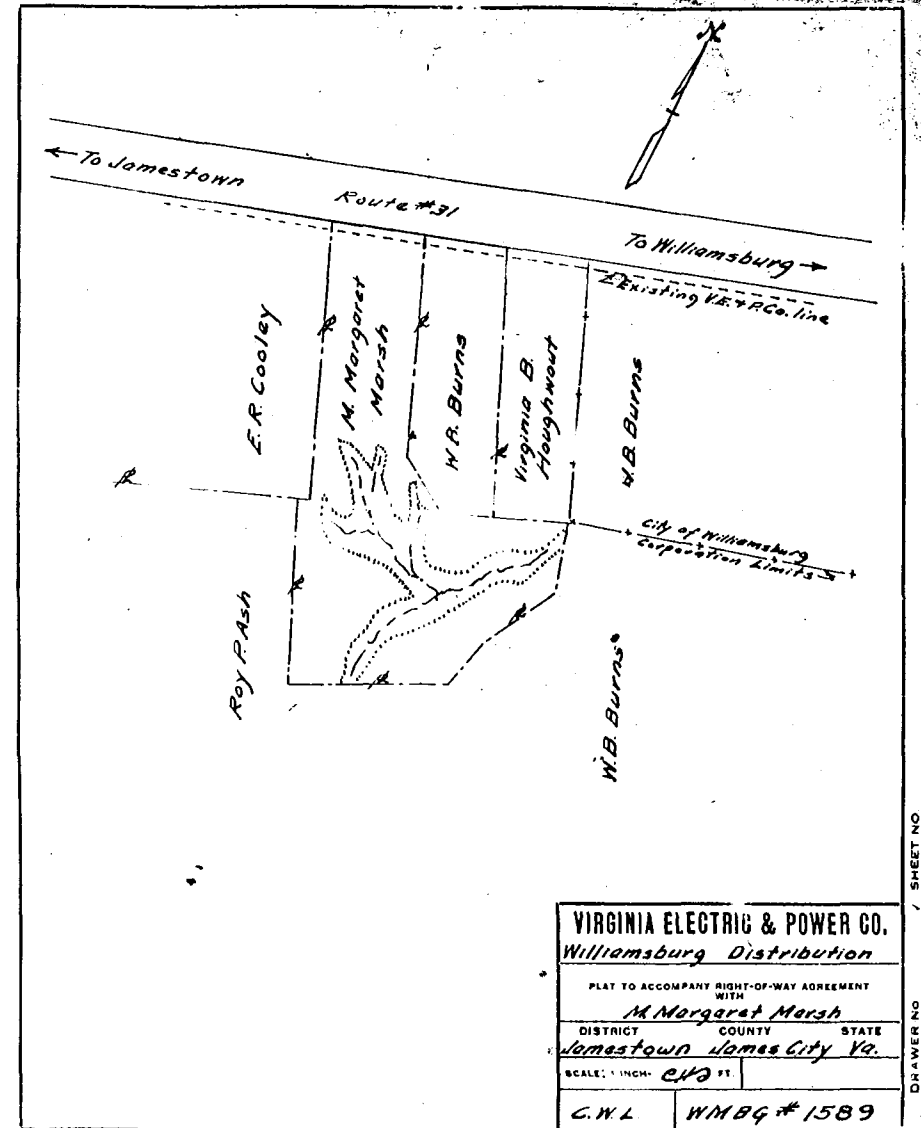 N
← To Jamestown
Route #31
To Williamsburg →
Existing V.E. & P. Co. line
E.R. Cooley
M. Margaret
Marsh
W.R. Burns
Virginia B.
Houghwout
W.B. Burns
City of Williamsburg
Corporation Limits
Roy P. Ash
W.B. Burns
VIRGINIA ELECTRIC & POWER CO.
Williamsburg Distribution
PLAT TO ACCOMPANY RIGHT-OF-WAY AGREEMENT
WITH
M. Margaret Marsh
DISTRICT COUNTY STATE
Jamestown James City Va.
SCALE: 1 INCH- FT.
C.W.L WMBG # 1589
SHEET NO
DRAWER NO